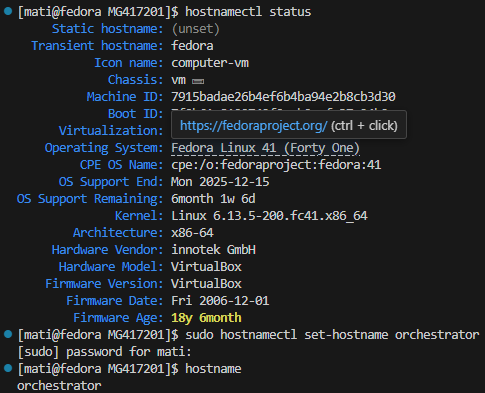 [mati@fedora MG417201]$ hostnamectl status
Static hostname: (unset)
Transient hostname: fedora
Icon name: computer-vm
Chassis: vm
Machine ID: 7915badae26b4ef6b4ba94e2b8cb3d30
Boot ID:
https://fedoraproject.org/ (ctrl + click)
Virtualization:
Operating System: Fedora Linux 41 (Forty One)
CPE OS Name: cpe:/o:fedoraproject:fedora:41
OS Support End: Mon 2025-12-15
OS Support Remaining: 6month 1w 6d
Kernel: Linux 6.13.5-200.fc41.x86_64
Architecture: x86-64
Hardware Vendor: innotek GmbH
Hardware Model: VirtualBox
Firmware Version: VirtualBox
Firmware Date: Fri 2006-12-01
Firmware Age: 18y 6month
[mati@fedora MG417201]$ sudo hostnamectl set-hostname orchestrator
[sudo] password for mati:
[mati@fedora MG417201]$ hostname
orchestrator